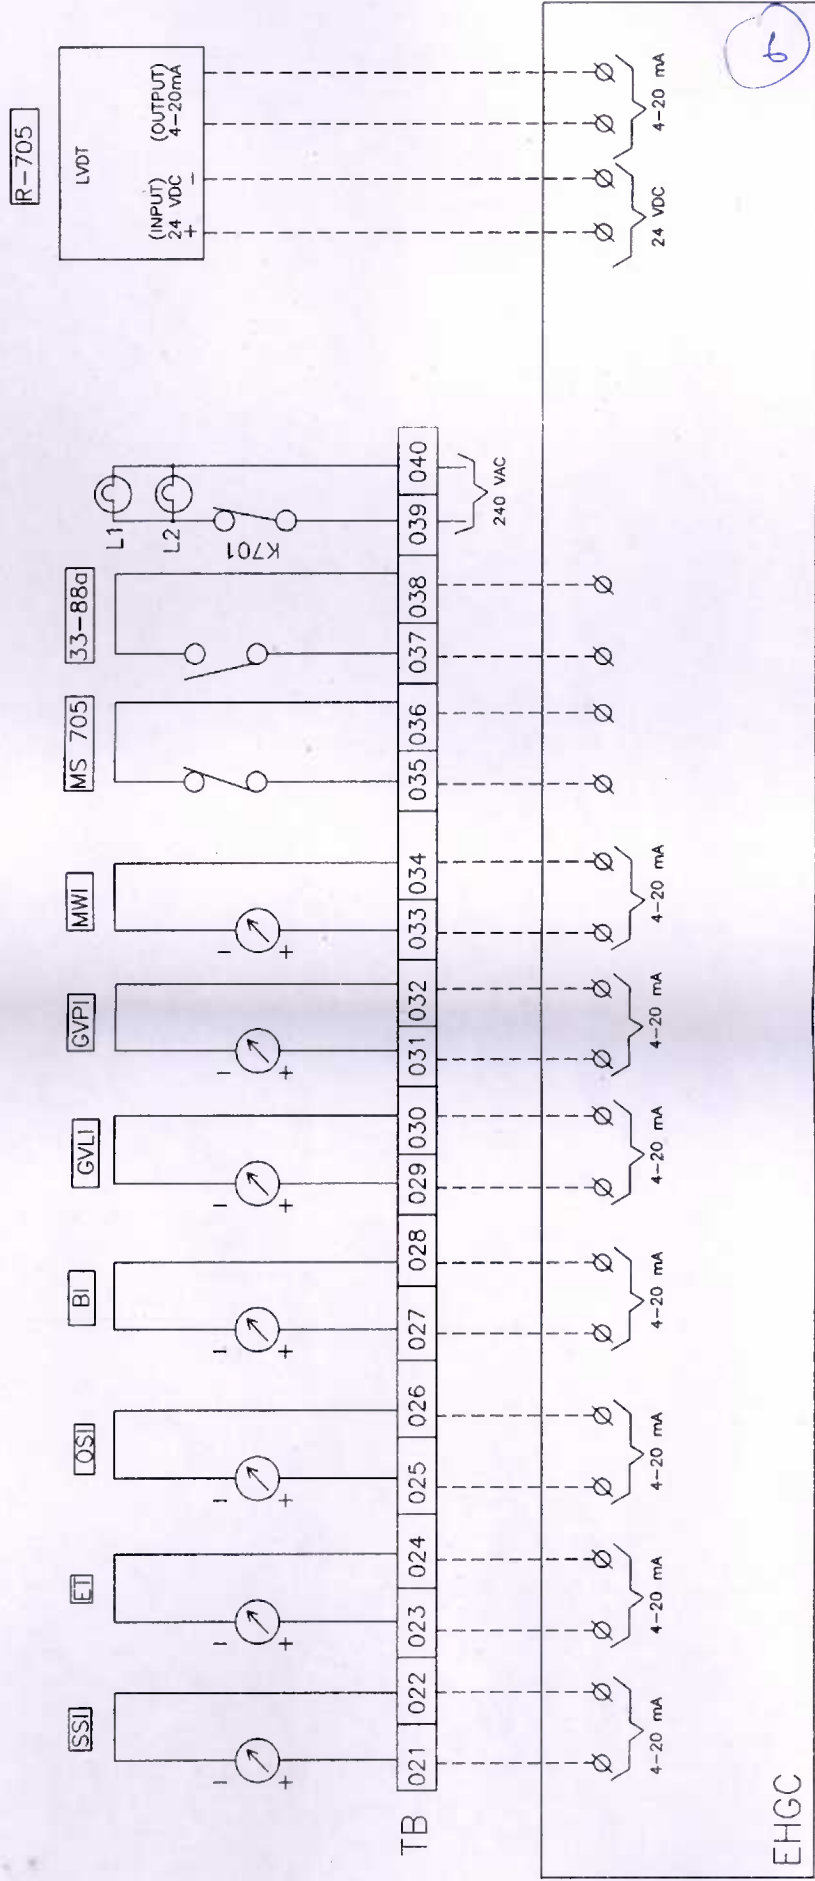 SSI
ET
OSI
BI
GVLI
GVPI
MWI
MS 705
33-88a
R-705
LVDT
(INPUT) (OUTPUT)
24 VDC 4-20mA
+ -
L1
L2
K701
- - - - - - -
+ + + + + + +
TB 021 022 023 024 025 026 027 028 029 030 031 032 033 034 035 036 037 038 039 040
240 VAC
4-20 mA 4-20 mA 4-20 mA 4-20 mA 4-20 mA 4-20 mA 4-20 mA 24 VDC 4-20 mA
EHGC